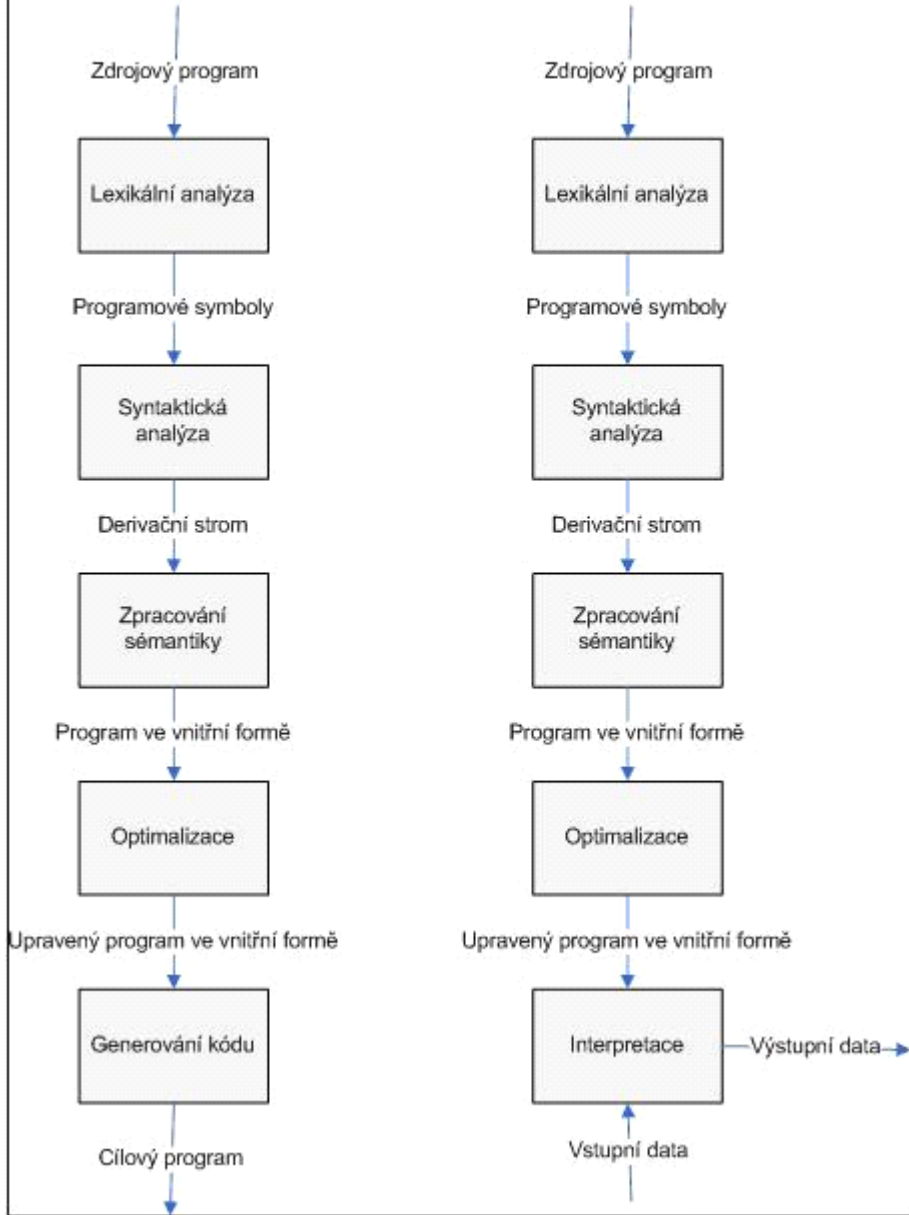 Zdrojový program
Zdrojový program
Lexikální analýza
Lexikální analýza
Programové symboly
Programové symboly
Syntaktická
analýza
Syntaktická
analýza
Derivační strom
Derivační strom
Zpracování
sémantiky
Zpracování
sémantiky
Program ve vnitřní formě
Program ve vnitřní formě
Optimalizace
Optimalizace
Upravený program ve vnitřní formě
Upravený program ve vnitřní formě
Generování kódu
Interpretace
Výstupní data
Cílový program
Vstupní data